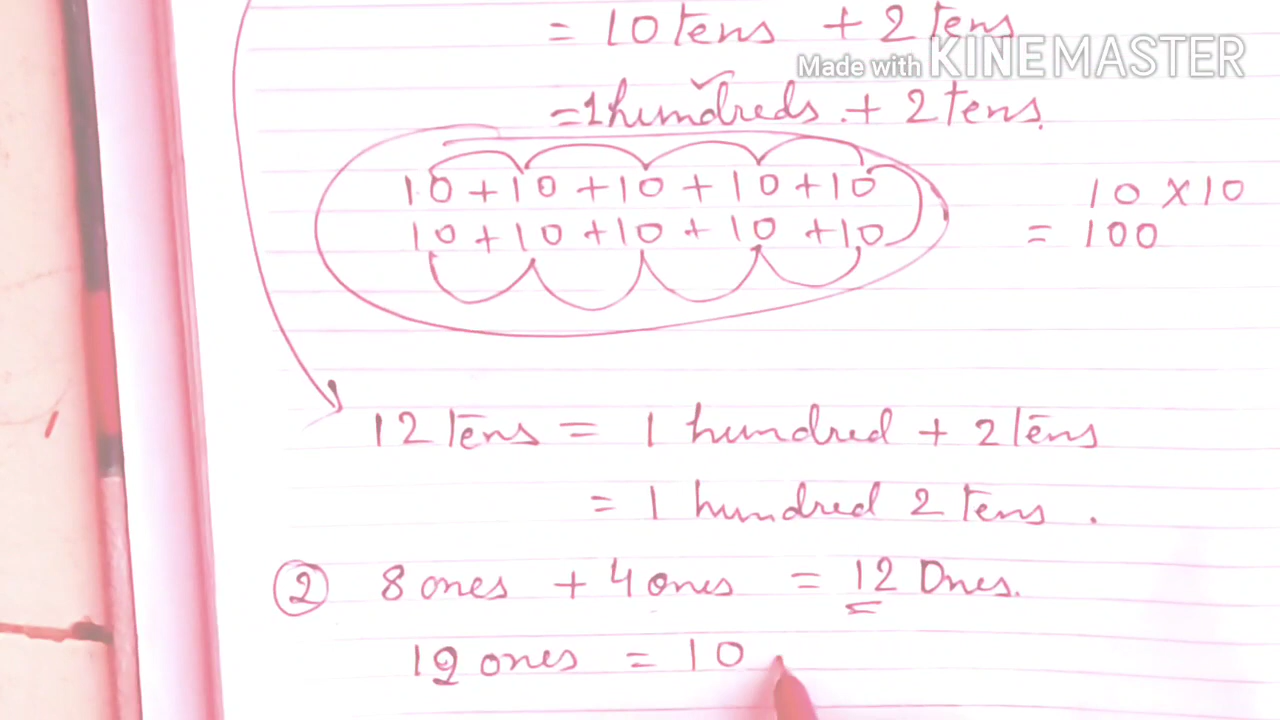 = 10 tens + 2 tens
Made with KINEMASTER
= 1 hundreds . + 2 tens.
10 + 10 + 10 + 10 + 10
10 + 10 + 10 + 10 + 10
10 × 10
= 100
12 tens = 1 hundred + 2 tens
= 1 hundred 2 tens .
2 8 ones + 4 ones = 12 Ones.
12 ones = 10